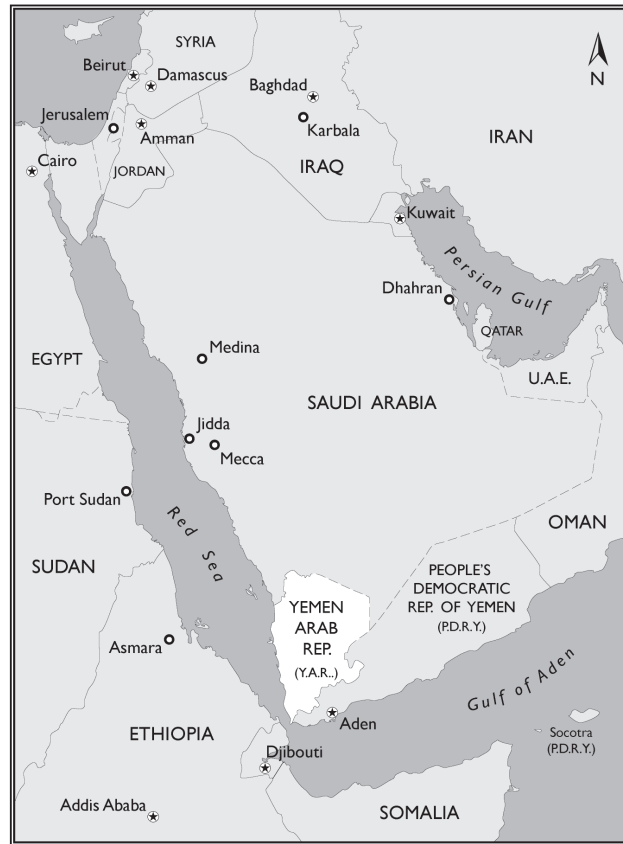 SYRIA
Beirut
Damascus
Baghdad
N
Jerusalem
Amman
Karbala
IRAN
Cairo
JORDAN
IRAQ
Kuwait
Persian Gulf
Dhahran
QATAR
Medina
EGYPT
U.A.E.
SAUDI ARABIA
Jidda
Mecca
Port Sudan
Red Sea
OMAN
SUDAN
PEOPLE'S
DEMOCRATIC
REP. OF YEMEN
(P.D.R.Y.)
YEMEN
ARAB
REP.
(Y.A.R..)
Asmara
Gulf of Aden
Aden
ETHIOPIA
Socotra
(P.D.R.Y.)
Djibouti
Addis Ababa
SOMALIA